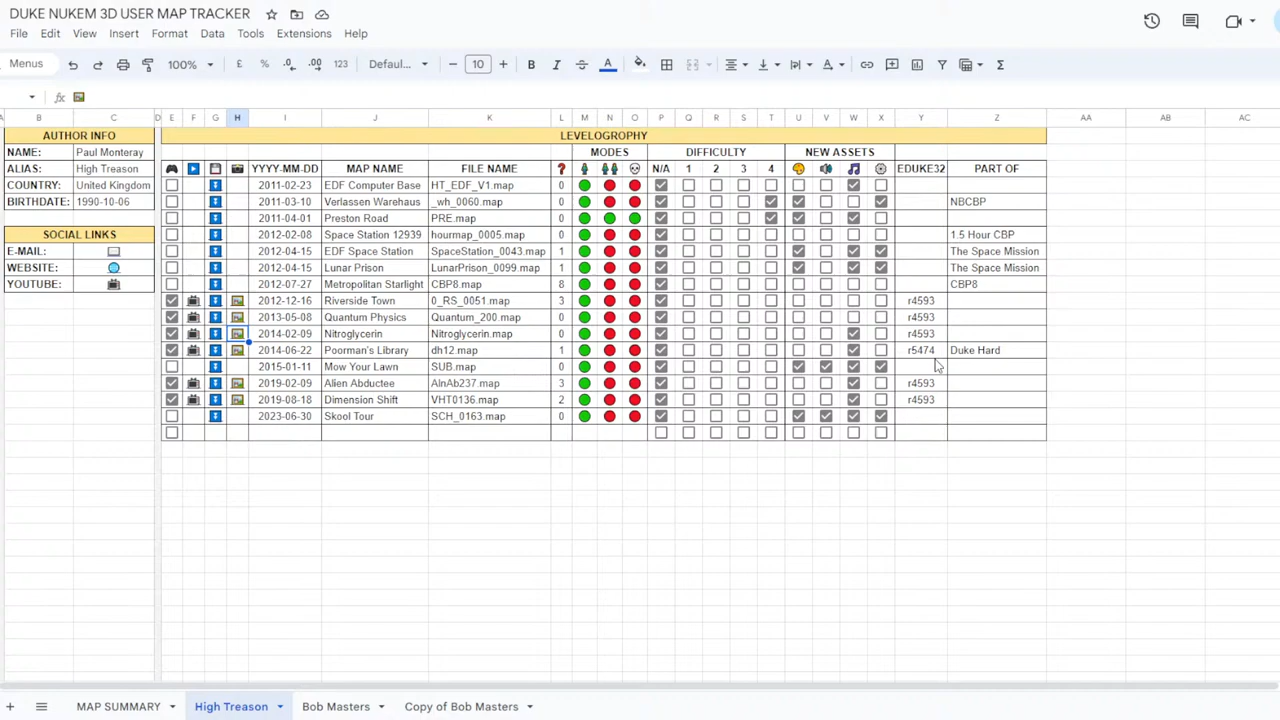 DUKE NUKEM 3D USER MAP TRACKER
File Edit View Insert Format Data Tools Extensions Help
Menus 100% £ % .0 .00 123 Defaul... 10 B I S A A Σ
fx
A B C D E F G H I J K L M N O P Q R S T U V W X Y Z AA AB AC
AUTHOR INFO LEVELOGRAPHY
NAME: Paul Monteray MODES DIFFICULTY NEW ASSETS
ALIAS: High Treason YYYY-MM-DD MAP NAME FILE NAME ? N/A 1 2 3 4 EDUKE32 PART OF
COUNTRY: United Kingdom 2011-02-23 EDF Computer Base HT_EDF_V1.map 0
BIRTHDATE: 1990-10-06 2011-03-10 Verlassen Warehaus _wh_0060.map 0 NBCBP
2011-04-01 Preston Road PRE.map 0
SOCIAL LINKS 2012-02-08 Space Station 12939 hourmap_0005.map 0 1.5 Hour CBP
E-MAIL: 2012-04-15 EDF Space Station SpaceStation_0043.map 1 The Space Mission
WEBSITE: 2012-04-15 Lunar Prison LunarPrison_0099.map 1 The Space Mission
YOUTUBE: 2012-07-27 Metropolitan Starlight CBP8.map 8 CBP8
2012-12-16 Riverside Town 0_RS_0051.map 3 r4593
2013-05-08 Quantum Physics Quantum_200.map 0 r4593
2014-02-09 Nitroglycerin Nitroglycerin.map 0 r4593
2014-06-22 Poorman's Library dh12.map 1 r5474 Duke Hard
2015-01-11 Mow Your Lawn SUB.map 0
2019-02-09 Alien Abductee AlnAb237.map 3 r4593
2019-08-18 Dimension Shift VHT0136.map 2 r4593
2023-06-30 Skool Tour SCH_0163.map 0
MAP SUMMARY High Treason Bob Masters Copy of Bob Masters